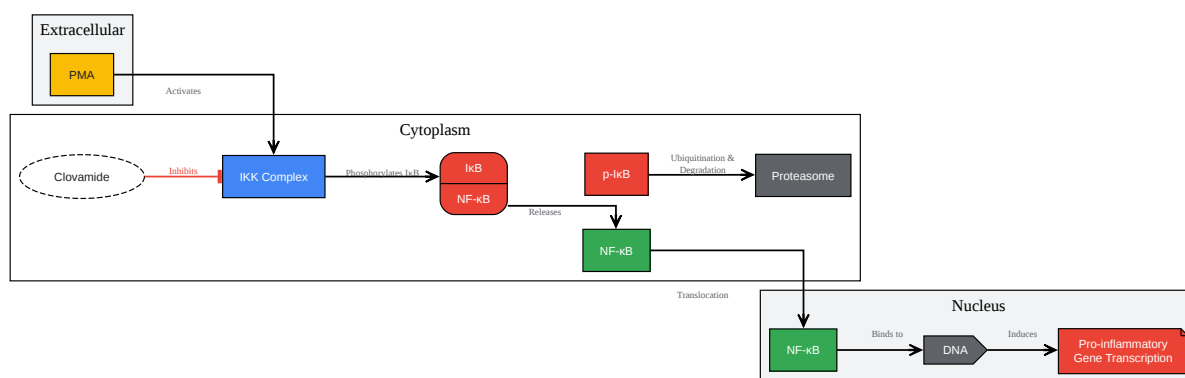 Extracellular
PMA
Activates
Cytoplasm
Clovamide
Inhibits
IKK Complex
Phosphorylates IκB
IκB
NF-κB
Releases
p-IκB
Ubiquitination &
Degradation
Proteasome
NF-κB
Translocation
Nucleus
NF-κB
Binds to
DNA
Induces
Pro-inflammatory
Gene Transcription